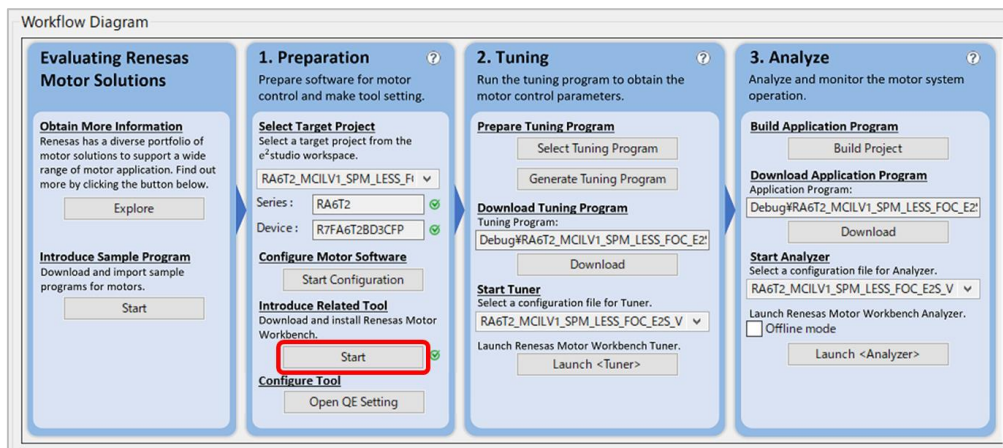 Workflow Diagram
Evaluating Renesas
Motor Solutions
Obtain More Information
Renesas has a diverse portfolio of
motor solutions to support a wide
range of motor application. Find out
more by clicking the button below.
Explore
Introduce Sample Program
Download and import sample
programs for motors.
Start
1. Preparation ?
Prepare software for motor
control and make tool setting.
Select Target Project
Select a target project from the
e²studio workspace.
RA6T2_MCILV1_SPM_LESS_F
Series : RA6T2
Device : R7FA6T2BD3CFP
Configure Motor Software
Start Configuration
Introduce Related Tool
Download and install Renesas Motor
Workbench.
Start
Configure Tool
Open QE Setting
2. Tuning ?
Run the tuning program to obtain the
motor control parameters.
Prepare Tuning Program
Select Tuning Program
Generate Tuning Program
Download Tuning Program
Tuning Program:
Debug¥RA6T2_MCILV1_SPM_LESS_FOC_E2
Download
Start Tuner
Select a configuration file for Tuner.
RA6T2_MCILV1_SPM_LESS_FOC_E2S_V
Launch Renesas Motor Workbench Tuner.
Launch <Tuner>
3. Analyze ?
Analyze and monitor the motor system
operation.
Build Application Program
Build Project
Download Application Program
Application Program:
Debug¥RA6T2_MCILV1_SPM_LESS_FOC_E2
Download
Start Analyzer
Select a configuration file for Analyzer.
RA6T2_MCILV1_SPM_LESS_FOC_E2S_V
Launch Renesas Motor Workbench Analyzer.
Offline mode
Launch <Analyzer>